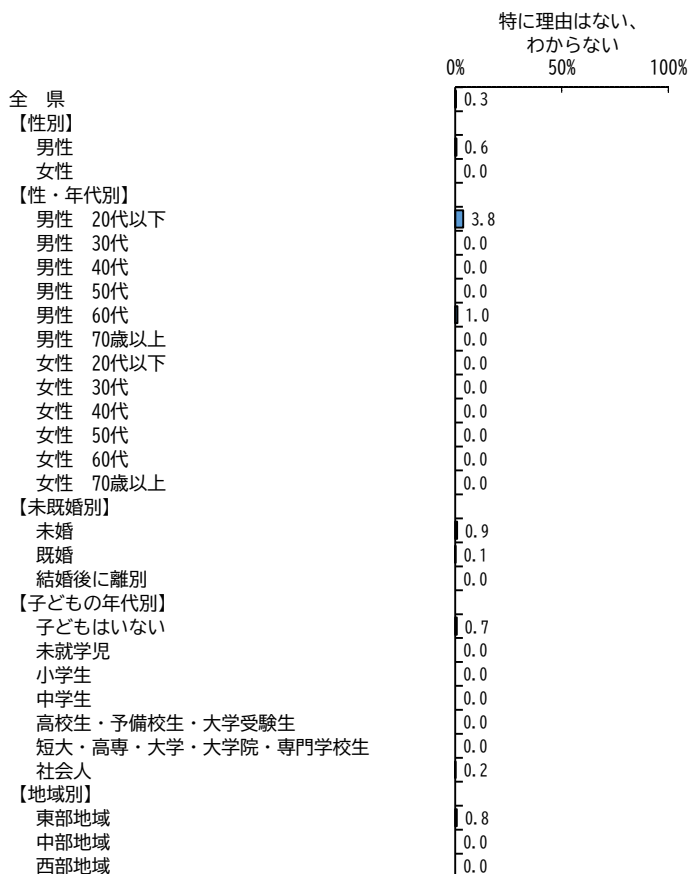 特に理由はない、
わからない
0% 50% 100%
全　県 0.3
【性別】
男性 0.6
女性 0.0
【性・年代別】
男性　20代以下 3.8
男性　30代 0.0
男性　40代 0.0
男性　50代 0.0
男性　60代 1.0
男性　70歳以上 0.0
女性　20代以下 0.0
女性　30代 0.0
女性　40代 0.0
女性　50代 0.0
女性　60代 0.0
女性　70歳以上 0.0
【未既婚別】
未婚 0.9
既婚 0.1
結婚後に離別 0.0
【子どもの年代別】
子どもはいない 0.7
未就学児 0.0
小学生 0.0
中学生 0.0
高校生・予備校生・大学受験生 0.0
短大・高専・大学・大学院・専門学校生 0.0
社会人 0.2
【地域別】
東部地域 0.8
中部地域 0.0
西部地域 0.0